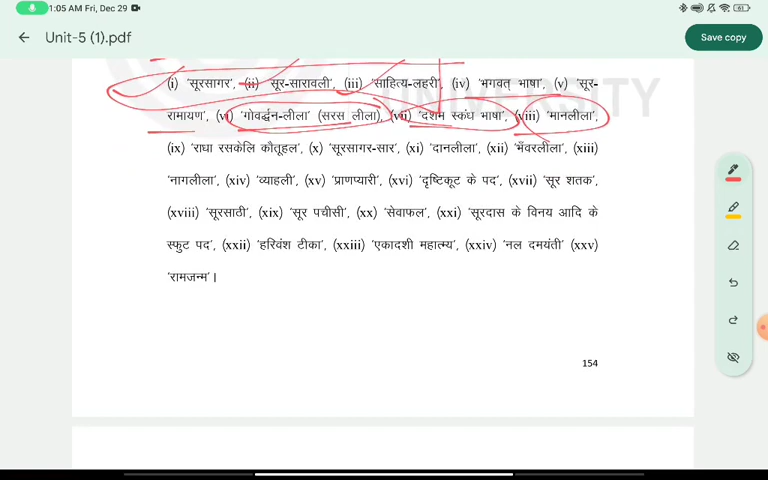 1:05 AM Fri, Dec 29
61
Unit-5 (1).pdf
Save copy
UNIVERSITY
(i) 'सूरसागर', (ii) सूर-सारावली', (iii) 'साहित्य-लहरी', (iv) 'भगवत् भाषा', (v) 'सूर-
रामायण', (vi) 'गोवर्द्धन-लीला' (सरस लीला), (vii) 'दशम स्कंध भाषा', (viii) 'मानलीला',
(ix) 'राधा रसकेलि कौतूहल', (x) 'सूरसागर-सार', (xi) 'दानलीला', (xii) 'भँवरलीला', (xiii)
'नागलीला', (xiv) 'व्याहली', (xv) 'प्राणप्यारी', (xvi) 'दृष्टिकूट के पद', (xvii) 'सूर शतक',
(xviii) 'सूरसाठी', (xix) 'सूर पचीसी', (xx) 'सेवाफल', (xxi) 'सूरदास के विनय आदि के
स्फुट पद', (xxii) 'हरिवंश टीका', (xxiii) 'एकादशी महात्म्य', (xxiv) 'नल दमयंती' (xxv)
'रामजन्म' ।
154